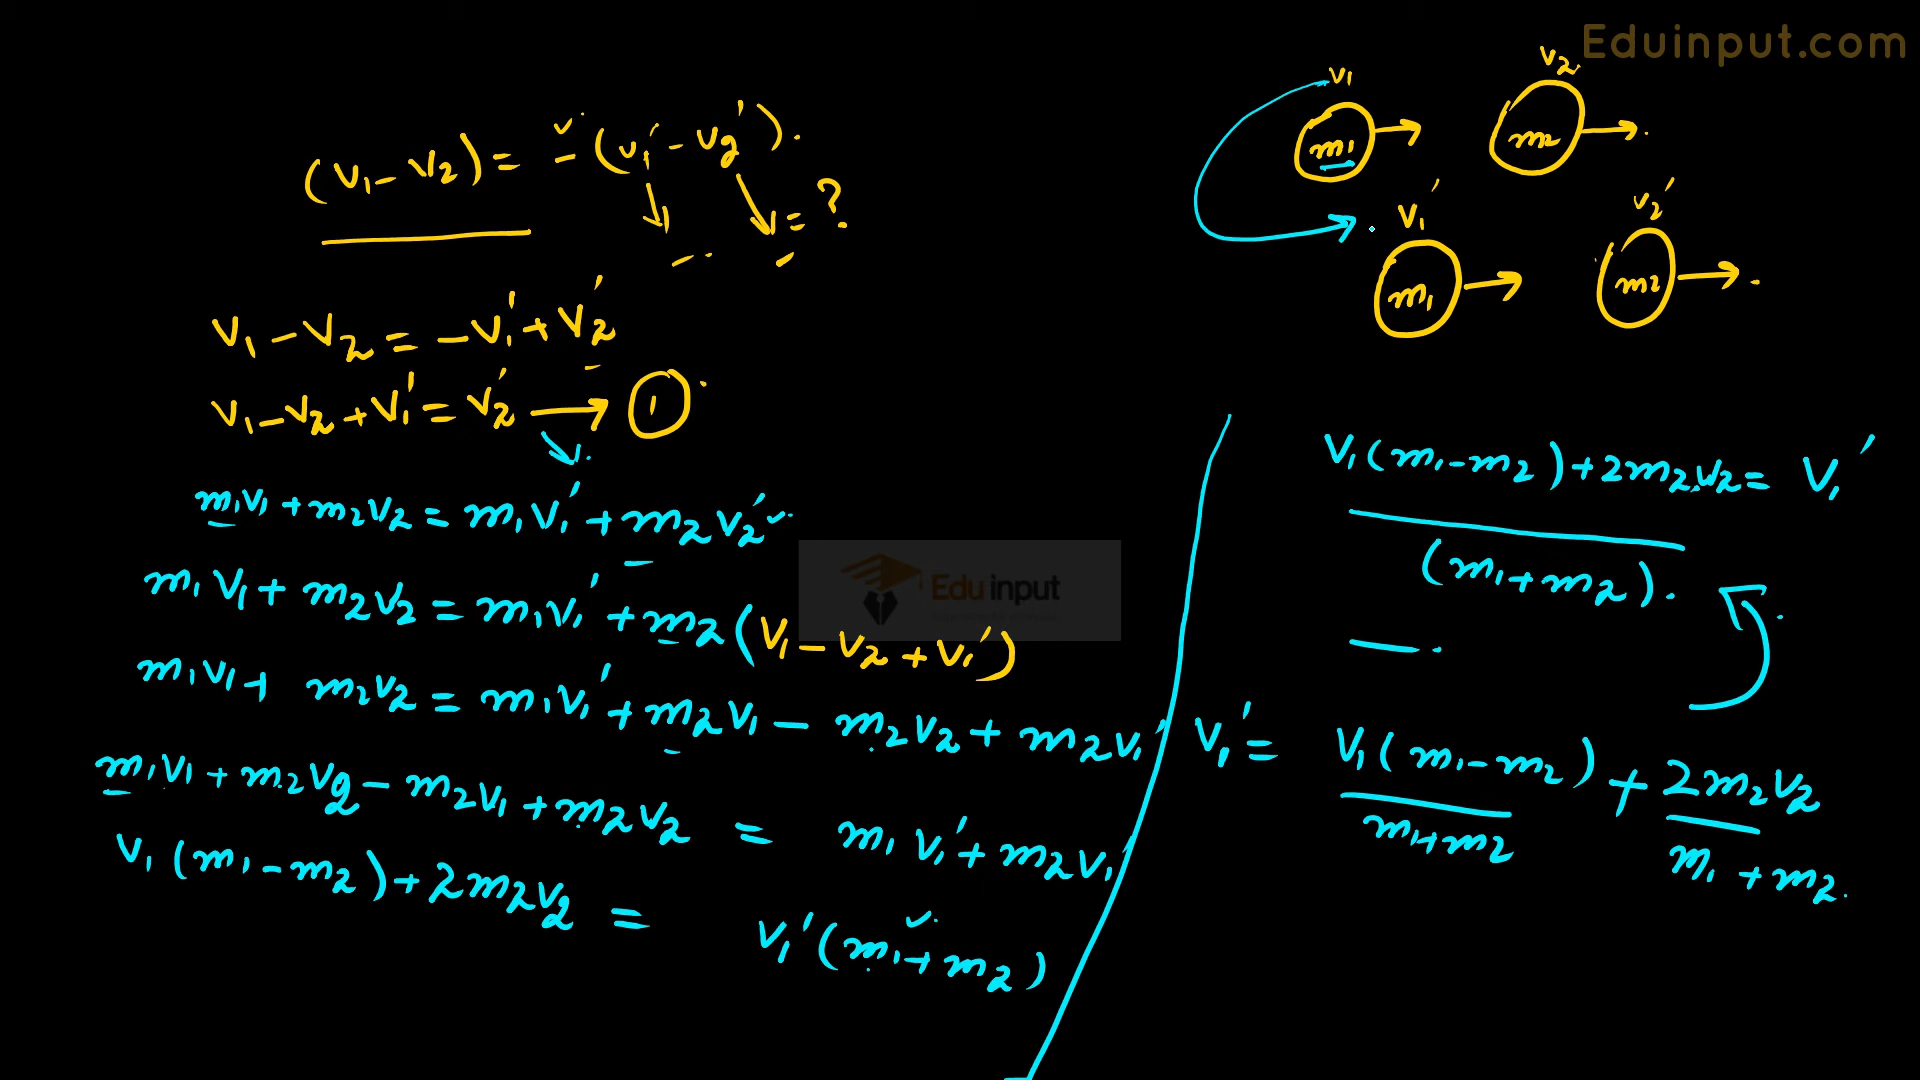 Eduinput.com
(v₁ - v₂) = - (v₁' - v₂').
= ?
v₁ - v₂ = -v₁' + v₂'
v₁ - v₂ + v₁' = v₂' → ①
m₁v₁ + m₂v₂ = m₁v₁' + m₂v₂'
m₁v₁ + m₂v₂ = m₁v₁' + m₂(v₁ - v₂ + v₁')
m₁v₁ + m₂v₂ = m₁v₁' + m₂v₁ - m₂v₂ + m₂v₁'
m₁v₁ + m₂v₂ - m₂v₁ + m₂v₂ = m₁v₁' + m₂v₁'
v₁(m₁ - m₂) + 2m₂v₂ = v₁'(m₁ + m₂)
v₁ v₂
m₁ → m₂ →
v₁' v₂'
m₁ → m₂ →
v₁(m₁ - m₂) + 2m₂v₂ = v₁'
(m₁ + m₂).
v₁' = v₁(m₁ - m₂) + 2m₂v₂
m₁ + m₂ m₁ + m₂.
Eduinput